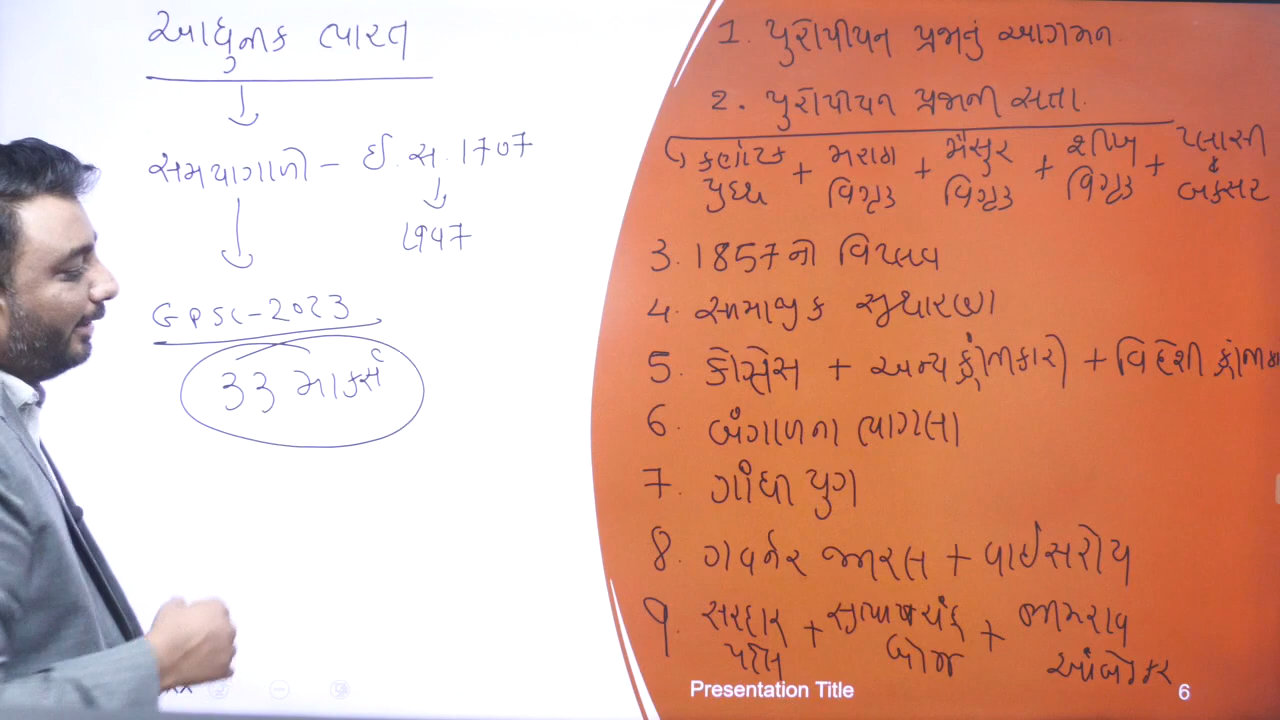 આધુનીક ભારત
સમયાગાળો – ઈ.સ. 1707
1947
GPSC-2023
33 માર્ક્સ
1. યુરોપીયન પ્રજાનું આગમન
2. યુરોપીયન પ્રજાની સત્તા.
કર્ણાટક યુધ્ધ + મરાઠા વિગ્રહ + મૈસુર વિગ્રહ + શીખ વિગ્રહ + પ્લાસી & બક્સર
3. 1857નો વિપ્લવ
4. સામાજીક સુધારણા
5. કોંગ્રેસ + અન્ય ક્રાંતિકારો + વિદેશી
6. બંગાળના ભાગલા
7. ગાંધી યુગ
8. ગવર્નર જનરલ + વાઈસરોય
9. સરદાર પટેલ + સુભાષચંદ્ર બોઝ + ભીમરાવ આંબેડકર
Presentation Title 6